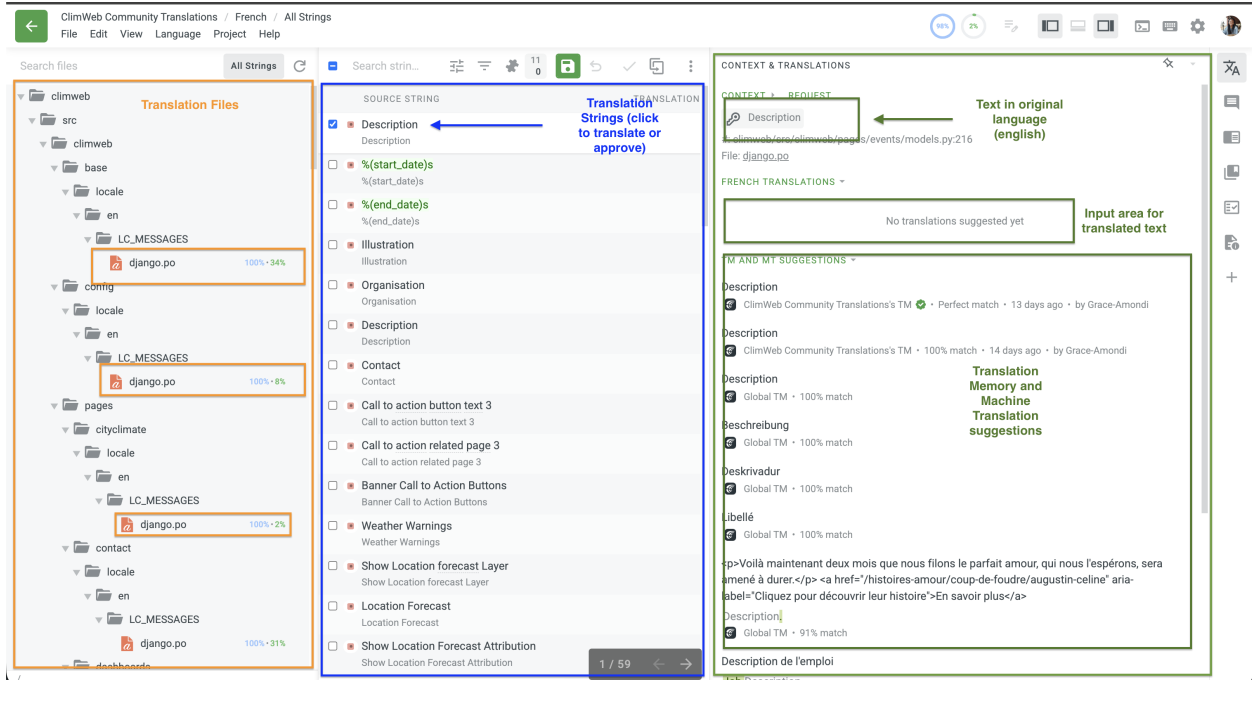 ClimWeb Community Translations / French / All Strings
File Edit View Language Project Help
98%
2%
Search files
All Strings
Translation Files
climweb
src
climweb
base
locale
en
LC_MESSAGES
django.po 100% • 34%
config
locale
en
LC_MESSAGES
django.po 100% • 8%
pages
cityclimate
locale
en
LC_MESSAGES
django.po 100% • 2%
contact
locale
en
LC_MESSAGES
django.po 100% • 31%
dashboards
Search strin...
11
0
SOURCE STRING
TRANSLATION
Translation
Strings (click
to translate or
approve)
Description
Description
%(start_date)s
%(start_date)s
%(end_date)s
%(end_date)s
Illustration
Illustration
Organisation
Organisation
Description
Description
Contact
Contact
Call to action button text 3
Call to action button text 3
Call to action related page 3
Call to action related page 3
Banner Call to Action Buttons
Banner Call to Action Buttons
Weather Warnings
Weather Warnings
Show Location forecast Layer
Show Location forecast Layer
Location Forecast
Location Forecast
Show Location Forecast Attribution
Show Location Forecast Attribution
1 / 59
CONTEXT & TRANSLATIONS
CONTEXT REQUEST
Description
Text in original
language
(english)
#: climweb/src/climweb/pages/events/models.py:216
File: django.po
FRENCH TRANSLATIONS
No translations suggested yet
Input area for
translated text
TM AND MT SUGGESTIONS
Description
ClimWeb Community Translations's TM • Perfect match • 13 days ago • by Grace-Amondi
Description
ClimWeb Community Translations's TM • 100% match • 14 days ago • by Grace-Amondi
Translation
Memory and
Machine
Translation
suggestions
Description
Global TM • 100% match
Beschreibung
Global TM • 100% match
Deskrivadur
Global TM • 100% match
Libellé
Global TM • 100% match
<p>Voilà maintenant deux mois que nous filons le parfait amour, qui nous l'espérons, sera
amené à durer.</p> <a href="/histoires-amour/coup-de-foudre/augustin-celine" aria-
label="Cliquez pour découvrir leur histoire">En savoir plus</a>
Description.
Global TM • 91% match
Description de l'emploi
Job Description